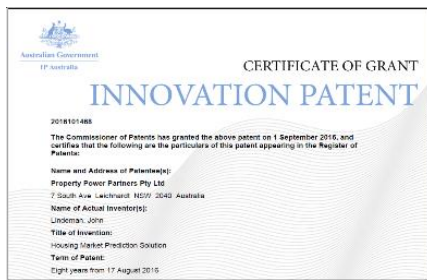 Australian Government
IP Australia
CERTIFICATE OF GRANT
INNOVATION PATENT
2016101468
The Commissioner of Patents has granted the above patent on 1 September 2016, and
certifies that the following are the particulars of this patent appearing in the Register of
Patents:
Name and Address of Patentee(s):
Property Power Partners Pty Ltd
7 South Ave Leichhardt NSW 2040 Australia
Name of Actual Inventor(s):
Lindeman, John
Title of Invention:
Housing Market Prediction Solution
Term of Patent:
Eight years from 17 August 2016